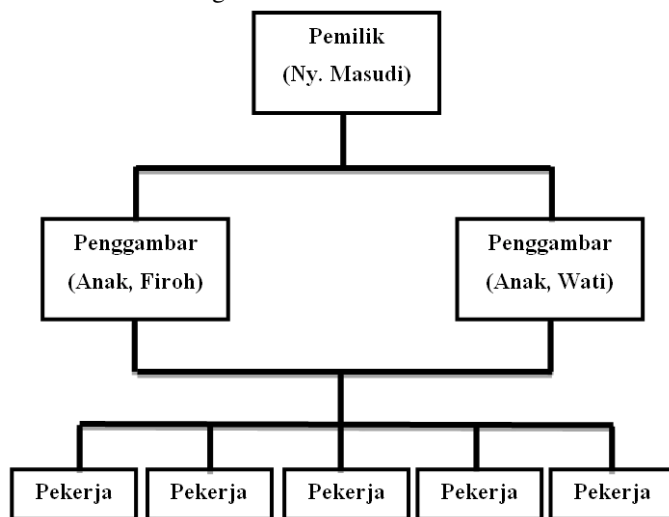 Pemilik
(Ny. Masudi)
Penggambar
(Anak, Firoh)
Penggambar
(Anak, Wati)
Pekerja
Pekerja
Pekerja
Pekerja
Pekerja